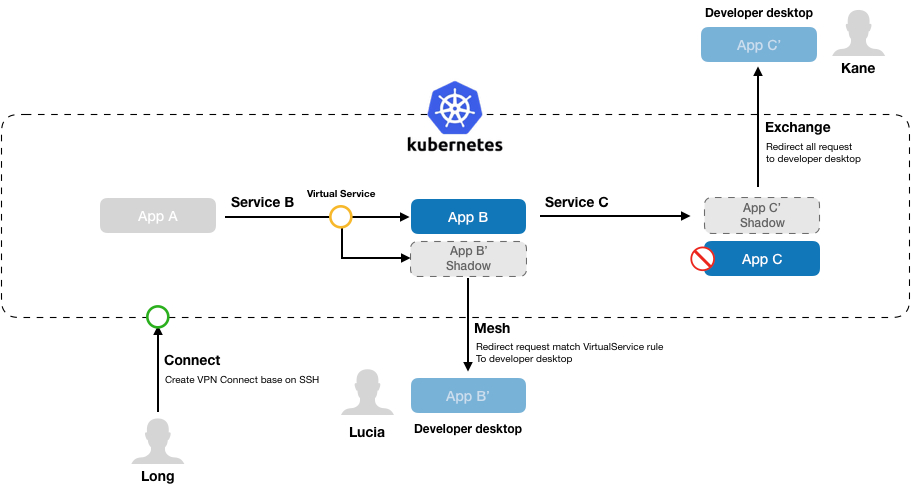 Developer desktop
App C’
Kane
kubernetes
Exchange
Redirect all request
to developer desktop
App A
Service B
Virtual Service
App B
App B’
Shadow
Service C
App C’
Shadow
App C
Mesh
Redirect request match VirtualService rule
To developer desktop
Connect
Create VPN Connect base on SSH
Long
Lucia
App B’
Developer desktop